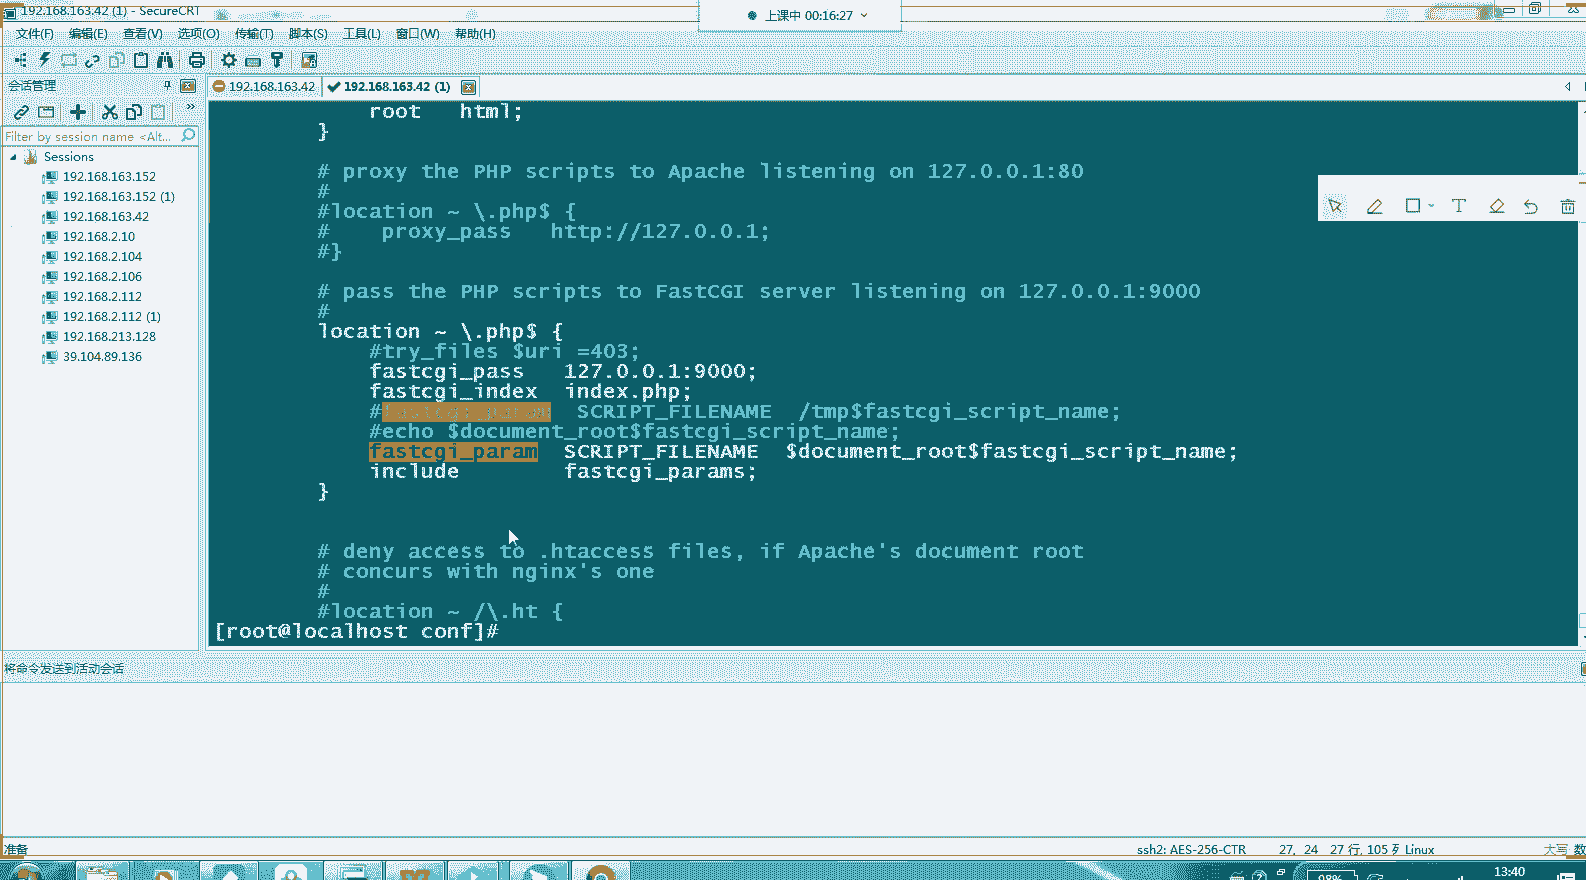 192.168.163.42 (1) - SecureCRT
上课中 00:16:27
文件(F) 编辑(E) 查看(V) 选项(O) 传输(T) 脚本(S) 工具(L) 窗口(W) 帮助(H)
会话管理
192.168.163.42
192.168.163.42 (1)
Filter by session name <Alt...
Sessions
192.168.163.152
192.168.163.152 (1)
192.168.163.42
192.168.2.10
192.168.2.104
192.168.2.106
192.168.2.112
192.168.2.112 (1)
192.168.213.128
39.104.89.136
root html;
}
# proxy the PHP scripts to Apache listening on 127.0.0.1:80
#
#location ~ \.php$ {
# proxy_pass http://127.0.0.1;
#}
# pass the PHP scripts to FastCGI server listening on 127.0.0.1:9000
#
location ~ \.php$ {
#try_files $uri =403;
fastcgi_pass 127.0.0.1:9000;
fastcgi_index index.php;
#fastcgi_param SCRIPT_FILENAME /tmp$fastcgi_script_name;
#echo $document_root$fastcgi_script_name;
fastcgi_param SCRIPT_FILENAME $document_root$fastcgi_script_name;
include fastcgi_params;
}
# deny access to .htaccess files, if Apache's document root
# concurs with nginx's one
#
#location ~ /\.ht {
[root@localhost conf]#
将命令发送到活动会话
准备
ssh2: AES-256-CTR 27, 24 27 行, 105 列 Linux 大写 数
98% 13:40